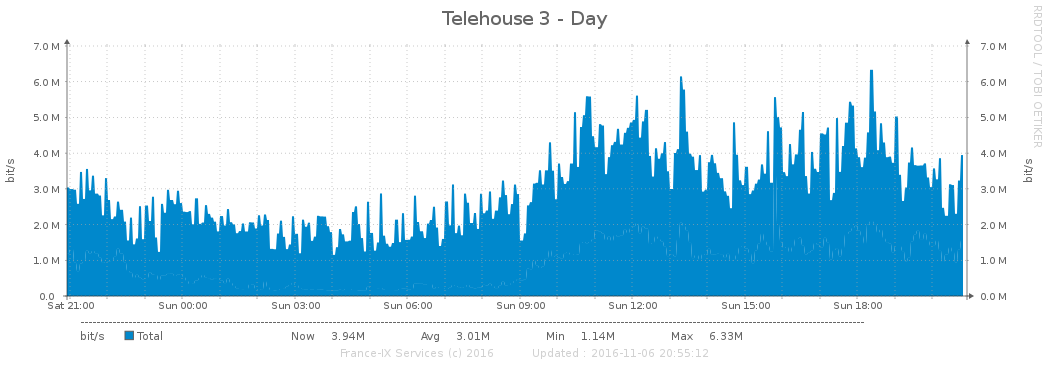 Telehouse 3 - Day
RRDTOOL / TOBI OETIKER
bit/s
bit/s
7.0 M 7.0 M
6.0 M 6.0 M
5.0 M 5.0 M
4.0 M 4.0 M
3.0 M 3.0 M
2.0 M 2.0 M
1.0 M 1.0 M
0.0 0.0 M
Sat 21:00 Sun 00:00 Sun 03:00 Sun 06:00 Sun 09:00 Sun 12:00 Sun 15:00 Sun 18:00
bit/s Total Now 3.94M Avg 3.01M Min 1.14M Max 6.33M
France-IX Services (c) 2016 Updated : 2016-11-06 20:55:12